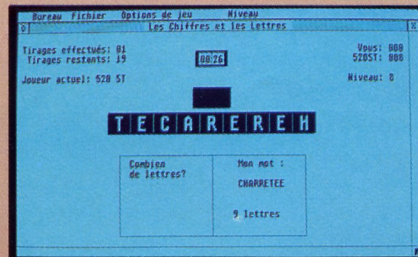 Bureau Fichier Options de jeu Niveau
Les Chiffres et les Lettres
Tirages effectués: 01
Tirages restants: 19
00:26
Vous: 000
520ST: 000
Joueur actuel: 520 ST
Niveau: 8
T E C A R E R E H
Combien
de lettres?
Mon mot :
CHARRETEE
9 lettres